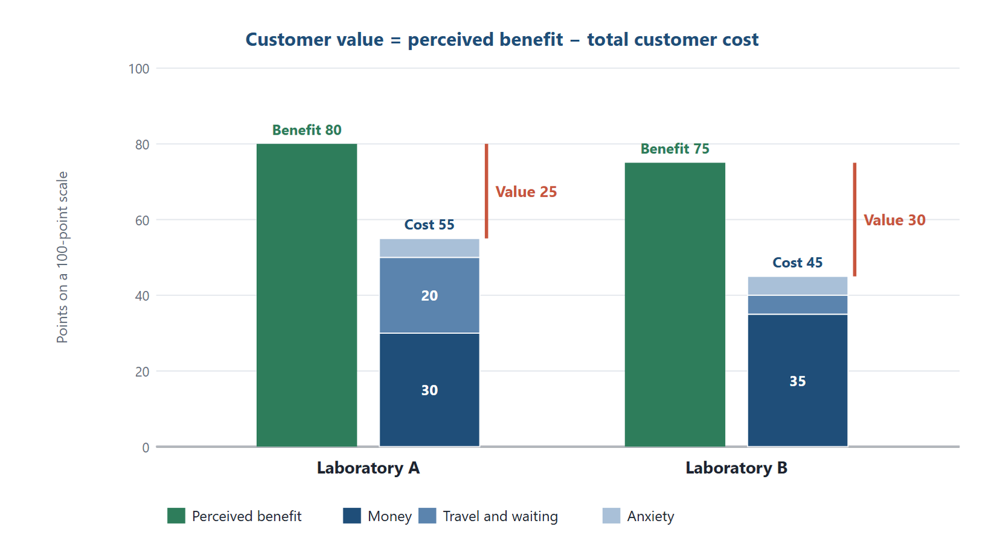 Customer value = perceived benefit − total customer cost
Points on a 100-point scale
100
80
60
40
20
0
Benefit 80
Cost 55
20
30
Value 25
Benefit 75
Cost 45
35
Value 30
Laboratory A
Laboratory B
Perceived benefit
Money
Travel and waiting
Anxiety